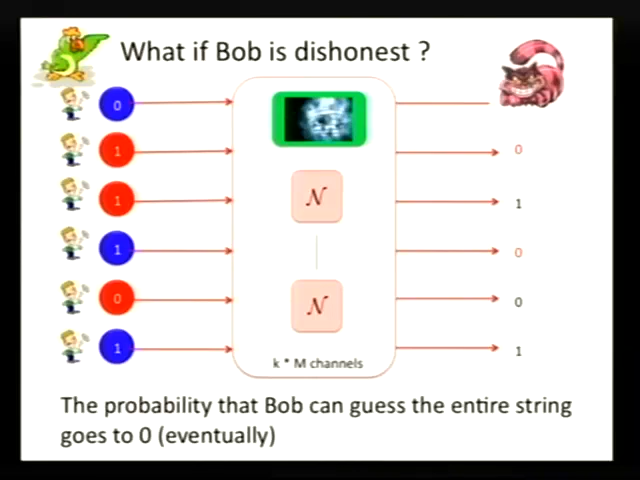 What if Bob is dishonest ?
0
1 0
1 𝒩 1
1 0
0 𝒩 0
1 1
k * M channels
The probability that Bob can guess the entire string
goes to 0 (eventually)